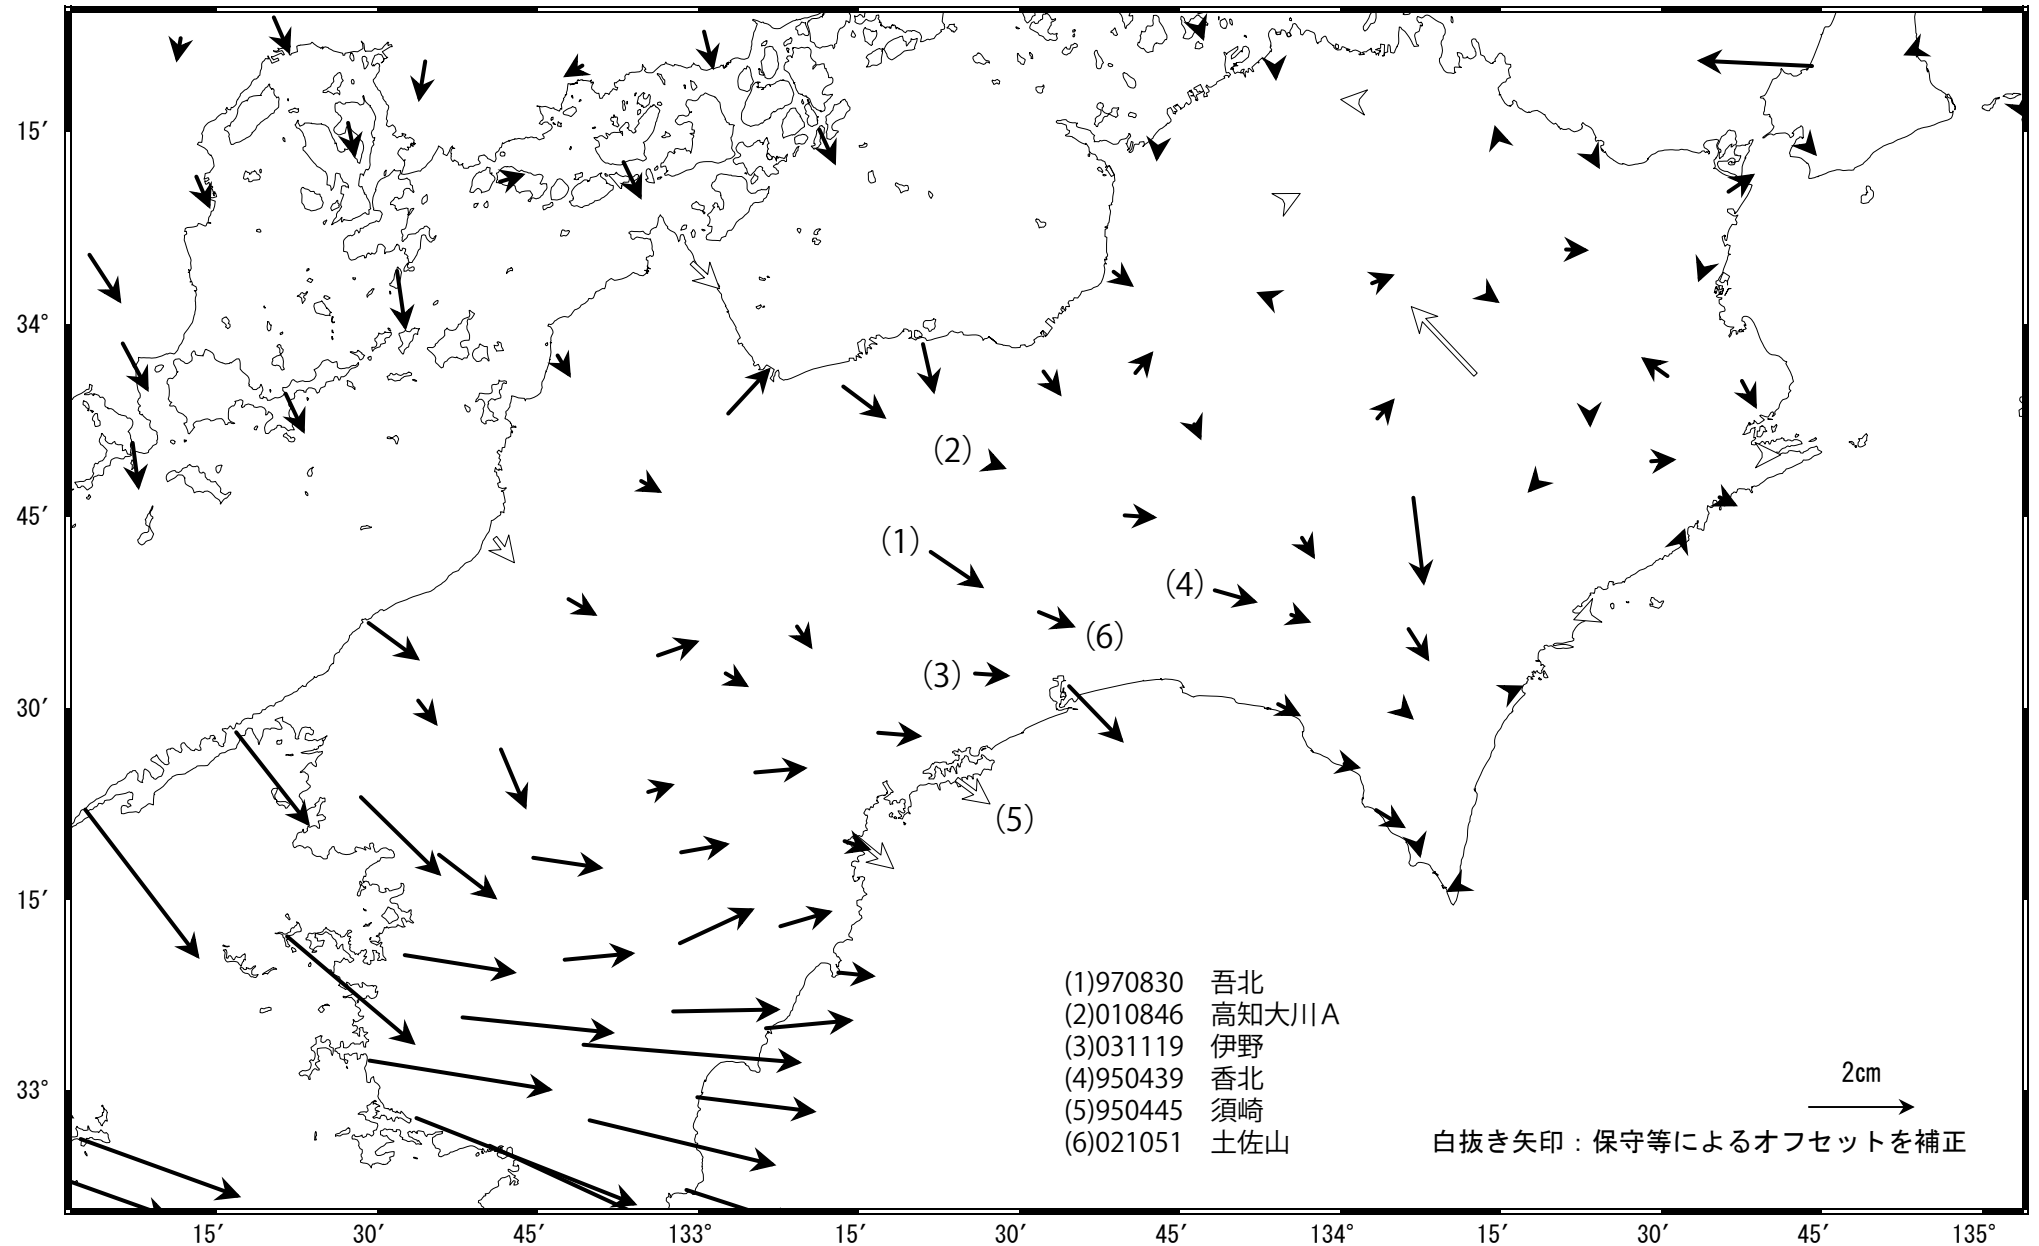 15′
34°
45′
30′
15′
33°
(2)
(1)
(4)
(6)
(3)
(5)
(1)970830 吾北
(2)010846 高知大川A
(3)031119 伊野
(4)950439 香北
(5)950445 須崎
(6)021051 土佐山
2cm
白抜き矢印：保守等によるオフセットを補正
15′ 30′ 45′ 133° 15′ 30′ 45′ 134° 15′ 30′ 45′ 135°